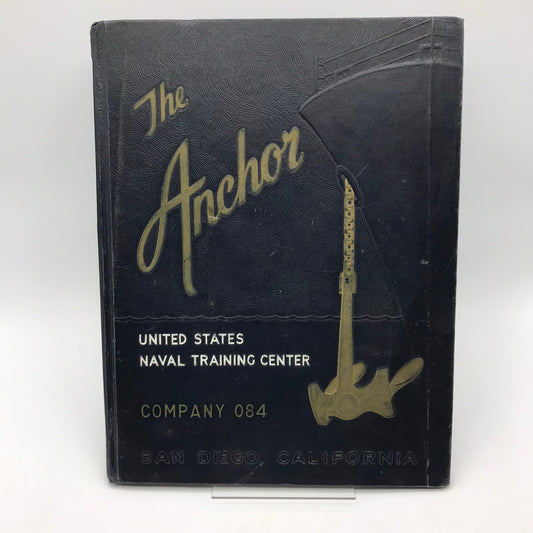 The
Anchor
UNITED STATES
NAVAL TRAINING CENTER
COMPANY 084
SAN DIEGO, CALIFORNIA